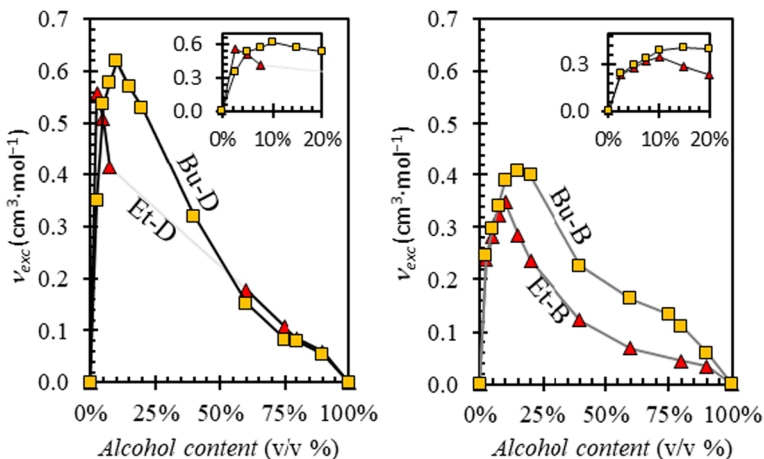 0.7
0.6
0.5
0.4
0.3
0.2
0.1
0.0
ν_exc (cm³·mol⁻¹)
0% 25% 50% 75% 100%
Alcohol content (v/v %)
Bu-D
Et-D
0.6
0.3
0.0
0% 10% 20%
0.7
0.6
0.5
0.4
0.3
0.2
0.1
0.0
ν_exc (cm³·mol⁻¹)
0% 25% 50% 75% 100%
Alcohol content (v/v %)
Bu-B
Et-B
0.3
0.0
0% 10% 20%